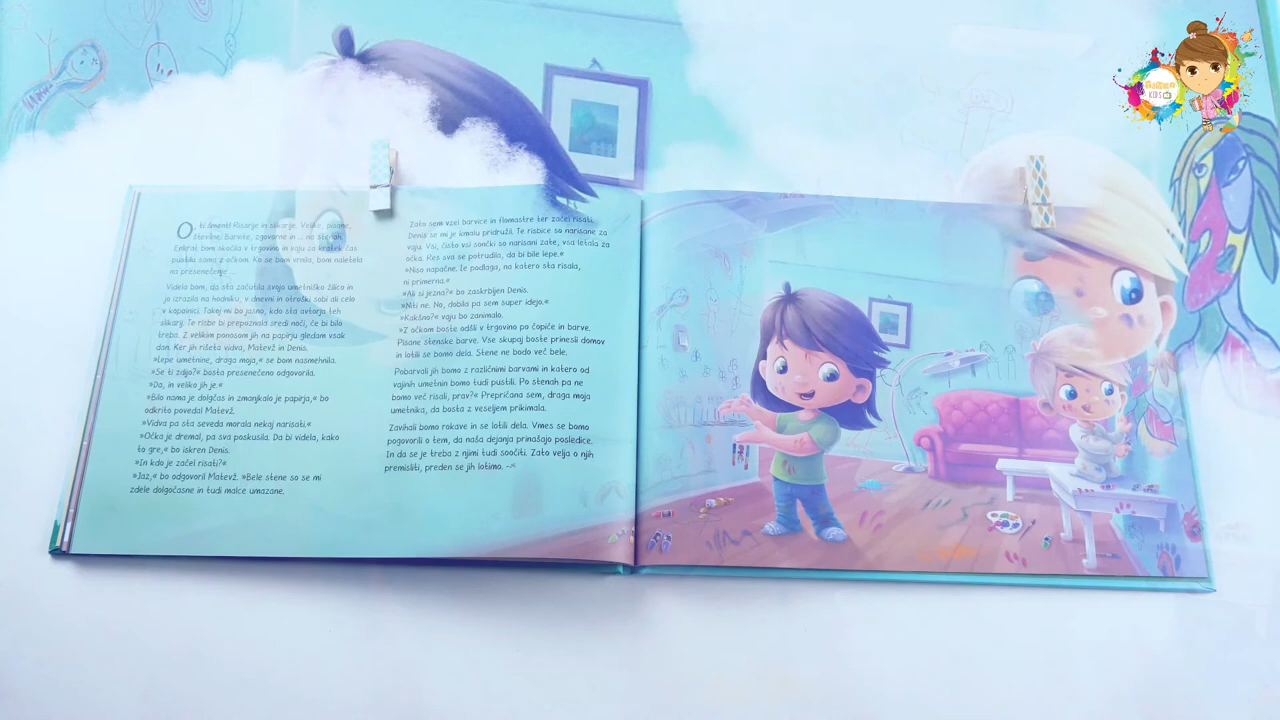 O ti šmenti! Risanje in slikanje. Velike, pisane,
številne, barvite, zgovorne in ... na stenah.
Enkrat bom skočila v trgovino in vaju za kratek čas
pustila sama z očkom. Ko se bom vrnila, bom naletela
na presenečenje ...
Videla bom, da sta začutila svojo umetniško žilico in
jo izrazila na hodniku, v dnevni in otroški sobi ali celo
v kopalnici. Takoj mi bo jasno, kdo sta avtorja teh
slikarij. Te risbe bi prepoznala sredi noči, če bi bilo
treba. Z velikim ponosom jih na papirju gledam vsak
dan. Ker jih rišeta vidva, Matevž in Denis.
»Lepe umetnine, draga moja,« se bom nasmehnila.
»Se ti zdijo?« bosta presenečeno odgovorila.
»Da, in veliko jih je.«
»Bilo nama je dolgčas in zmanjkalo je papirja,« bo
odkrito povedal Matevž.
»Vidva pa sta seveda morala nekaj narisati.«
»Očka je dremal, pa sva poskusila. Da bi videla, kako
to gre,« bo iskren Denis.
»In kdo je začel risati?«
»Jaz,« bo odgovoril Matevž. »Bele stene so se mi
zdele dolgočasne in tudi malce umazane.
Zato sem vzel barvice in flomastre ter začel risati.
Denis se mi je kmalu pridružil. Te risbice so narisane za
vaju. Vsi, čisto vsi sončki so narisani zate, vsa letala za
očka. Res sva se potrudila, da bi bile lepe.«
»Niso napačne, le podlaga, na katero sta risala,
ni primerna.«
»Ali si jezna?« bo zaskrbljen Denis.
»Niti ne. No, dobila pa sem super idejo.«
»Kakšno?« vaju bo zanimalo.
»Z očkom boste odšli v trgovino po čopiče in barve.
Pisane stenske barve. Vse skupaj boste prinesli domov
in lotili se bomo dela. Stene ne bodo več bele.
Pobarvali jih bomo z različnimi barvami in katero od
vajinih umetnin bomo tudi pustili. Po stenah pa ne
bomo več risali, prav?« Prepričana sem, draga moja
umetnika, da bosta z veseljem prikimala.
Zavihali bomo rokave in se lotili dela. Vmes se bomo
pogovorili o tem, da naša dejanja prinašajo posledice.
In da se je treba z njimi tudi soočiti. Zato velja o njih
premisliti, preden se jih lotimo.
KIDS